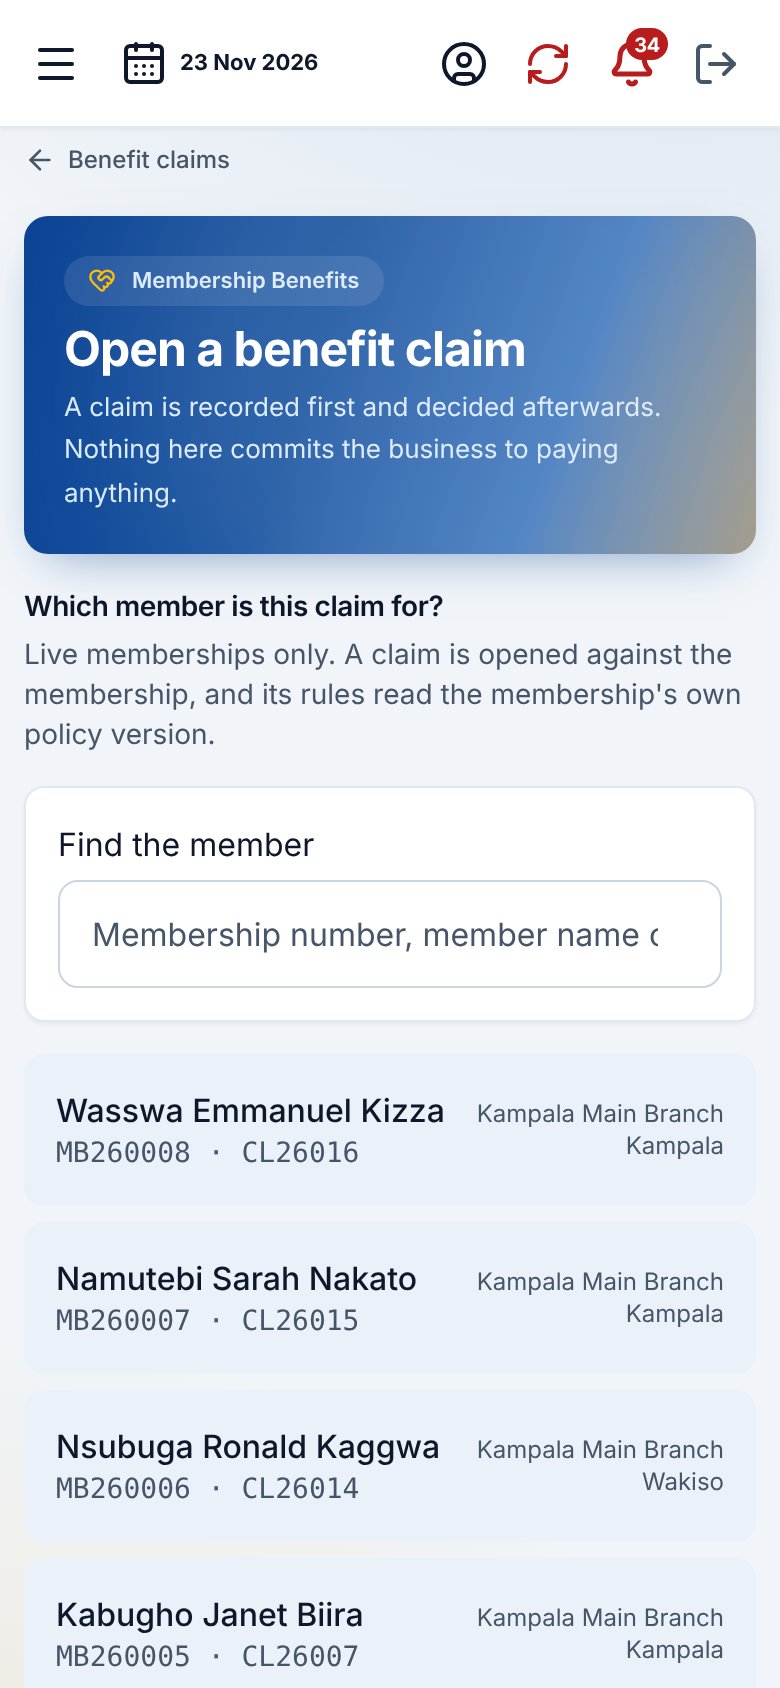 23 Nov 2026
34
Benefit claims
Membership Benefits
Open a benefit claim
A claim is recorded first and decided afterwards.
Nothing here commits the business to paying
anything.
Which member is this claim for?
Live memberships only. A claim is opened against the
membership, and its rules read the membership's own
policy version.
Find the member
Membership number, member name
Wasswa Emmanuel Kizza
Kampala Main Branch
MB260008 · CL26016
Kampala
Namutebi Sarah Nakato
Kampala Main Branch
MB260007 · CL26015
Kampala
Nsubuga Ronald Kaggwa
Kampala Main Branch
MB260006 · CL26014
Wakiso
Kabugho Janet Biira
Kampala Main Branch
MB260005 · CL26007
Kampala